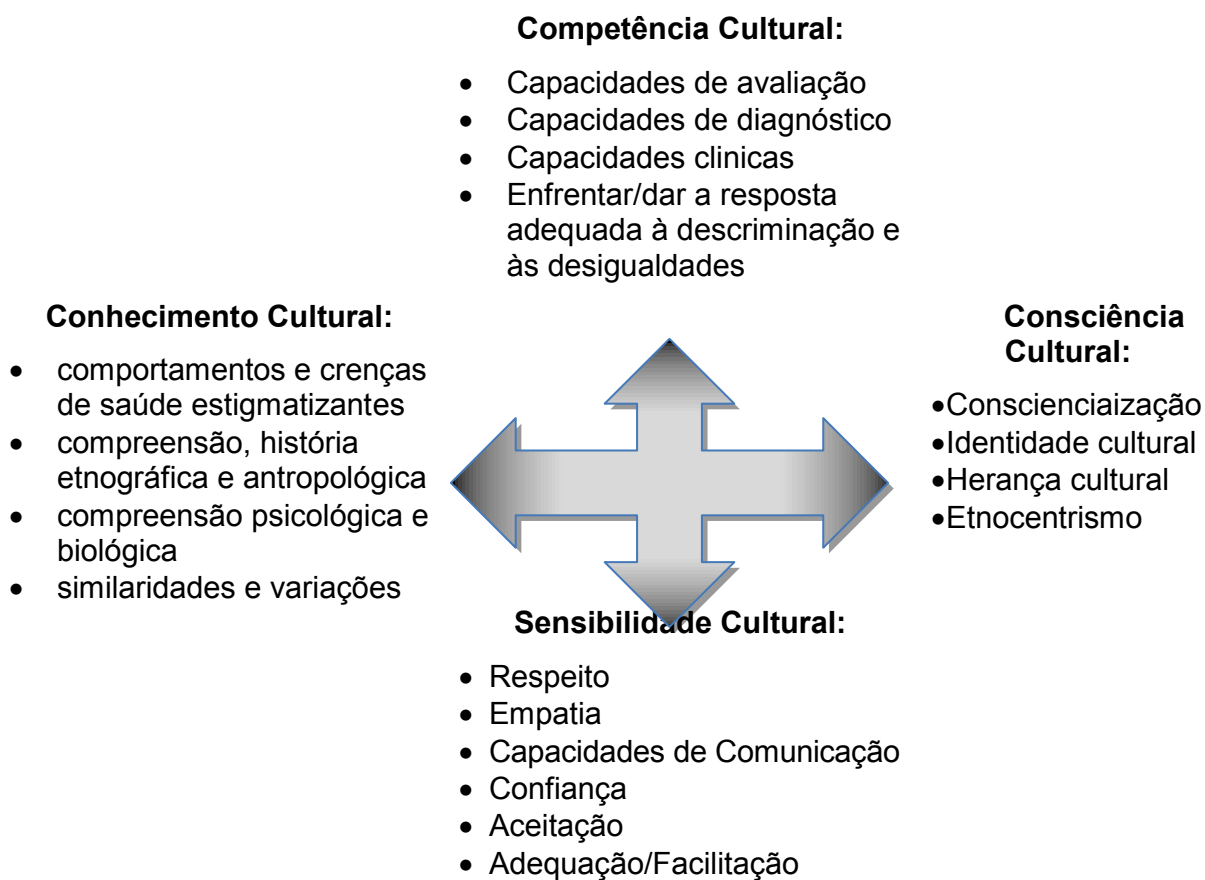 Competência Cultural:
• Capacidades de avaliação
• Capacidades de diagnóstico
• Capacidades clinicas
• Enfrentar/dar a resposta
adequada à descriminação e
às desigualdades
Conhecimento Cultural:
• comportamentos e crenças
de saúde estigmatizantes
• compreensão, história
etnográfica e antropológica
• compreensão psicológica e
biológica
• similaridades e variações
Consciência
Cultural:
•Conscienciaização
•Identidade cultural
•Herança cultural
•Etnocentrismo
Sensibilidade Cultural:
• Respeito
• Empatia
• Capacidades de Comunicação
• Confiança
• Aceitação
• Adequação/Facilitação